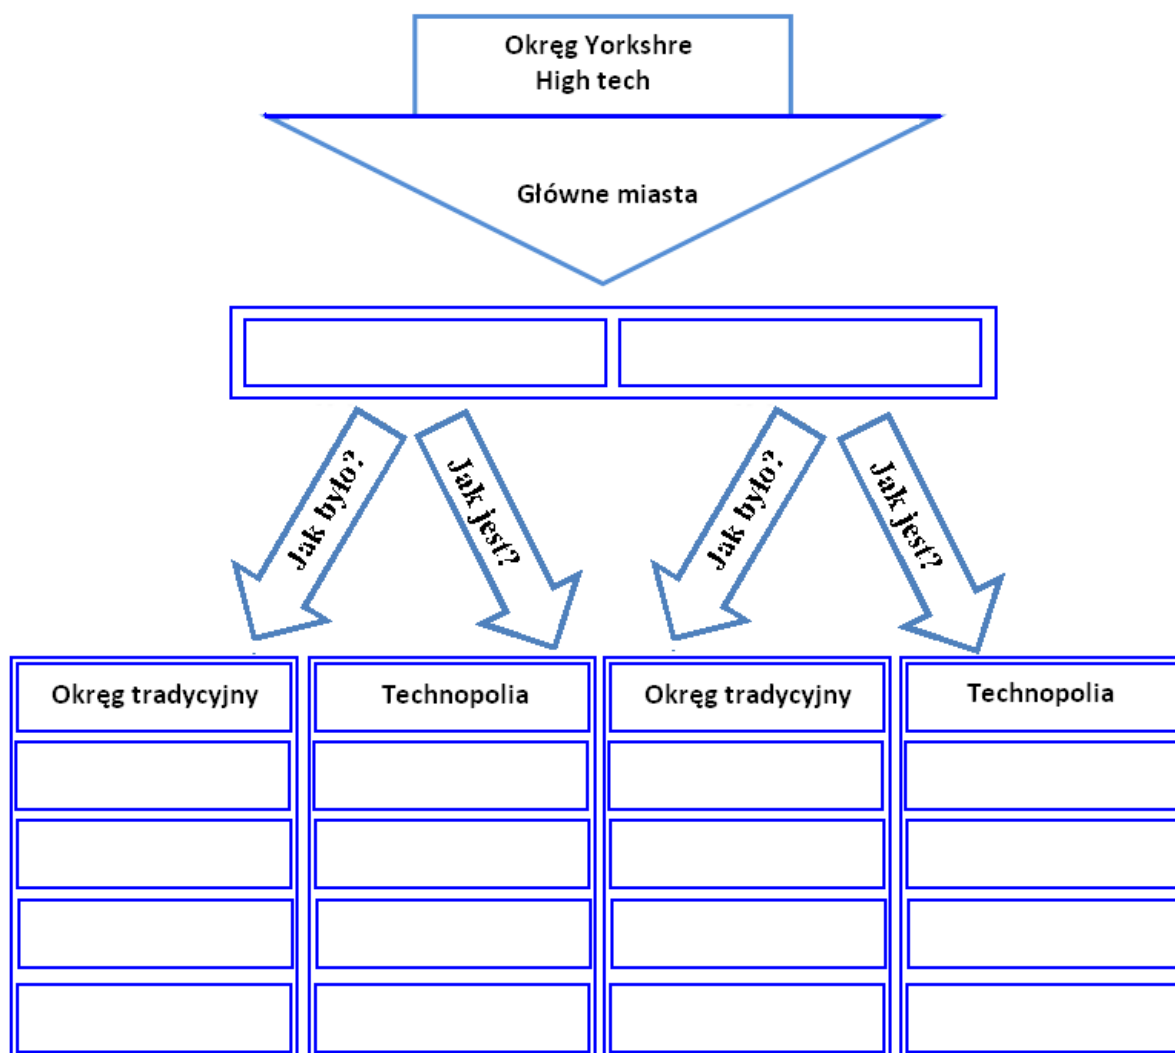 Okręg Yorkshre
High tech
Główne miasta
Jak było?
Jak jest?
Jak było?
Jak jest?
Okręg tradycyjny
Technopolia
Okręg tradycyjny
Technopolia